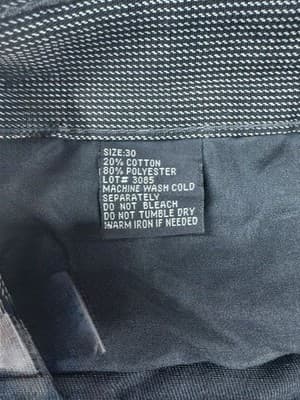 SIZE:30
20% COTTON
80% POLYESTER
LOT# 3085
MACHINE WASH COLD
SEPARATELY
DO NOT BLEACH
DO NOT TUMBLE DRY
WARM IRON IF NEEDED